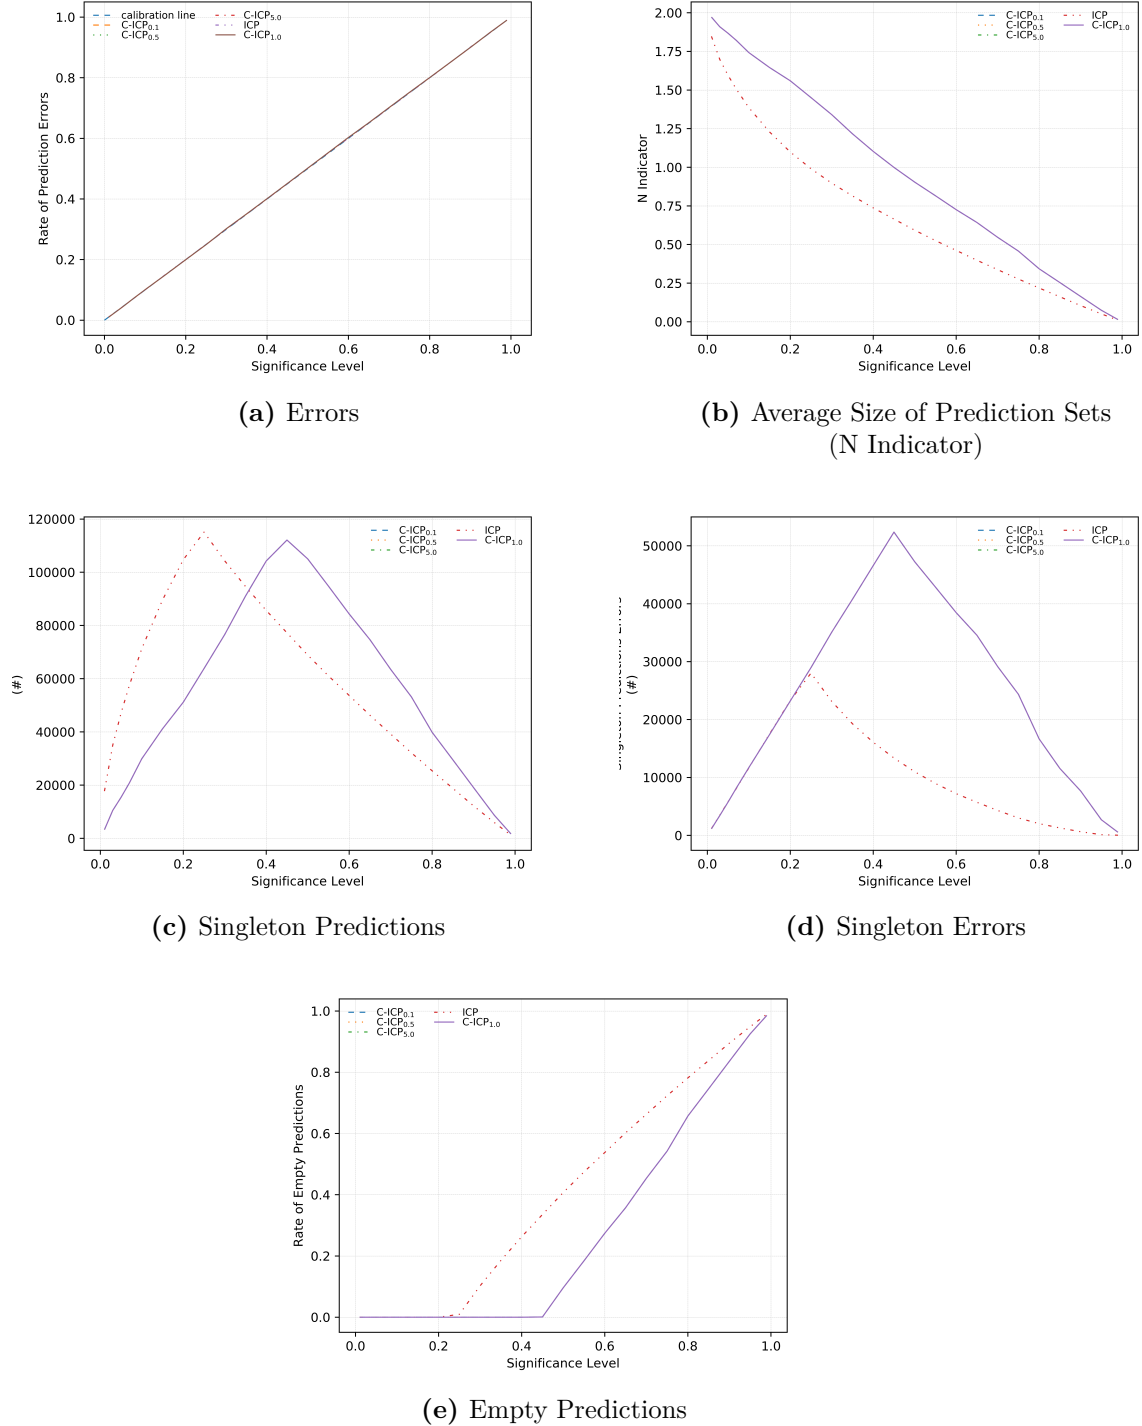 1.0
0.8
0.6
0.4
0.2
0.0
Rate of Prediction Errors
calibration line
C-ICP0.1
C-ICP0.5
C-ICP5.0
ICP
C-ICP1.0
0.0 0.2 0.4 0.6 0.8 1.0
Significance Level
(a) Errors
2.00
1.75
1.50
1.25
1.00
0.75
0.50
0.25
0.00
N Indicator
C-ICP0.1
C-ICP0.5
C-ICP5.0
ICP
C-ICP1.0
0.0 0.2 0.4 0.6 0.8 1.0
Significance Level
(b) Average Size of Prediction Sets
(N Indicator)
120000
100000
80000
60000
40000
20000
0
(#)
C-ICP0.1
C-ICP0.5
C-ICP5.0
ICP
C-ICP1.0
0.0 0.2 0.4 0.6 0.8 1.0
Significance Level
(c) Singleton Predictions
50000
40000
30000
20000
10000
0
(#)
C-ICP0.1
C-ICP0.5
C-ICP5.0
ICP
C-ICP1.0
0.0 0.2 0.4 0.6 0.8 1.0
Significance Level
(d) Singleton Errors
1.0
0.8
0.6
0.4
0.2
0.0
Rate of Empty Predictions
C-ICP0.1
C-ICP0.5
C-ICP5.0
ICP
C-ICP1.0
0.0 0.2 0.4 0.6 0.8 1.0
Significance Level
(e) Empty Predictions